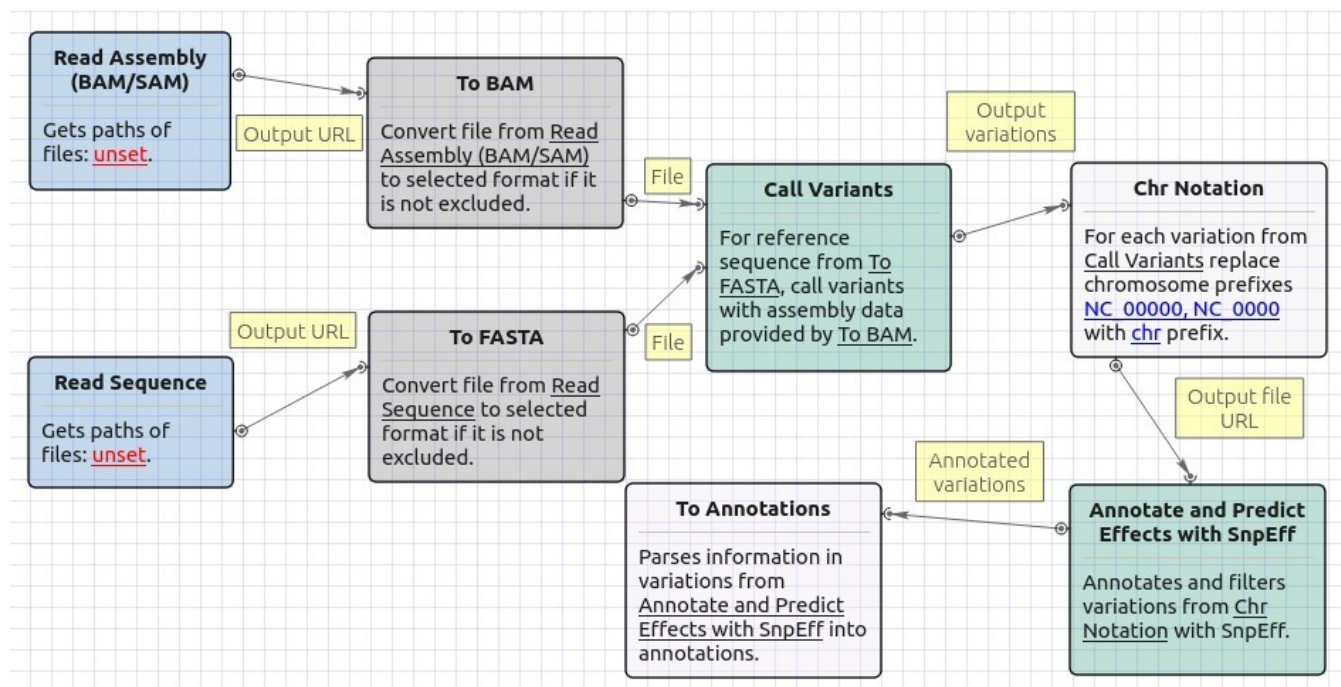 Read Assembly
(BAM/SAM)
Gets paths of
files: unset.
Output URL
To BAM
Convert file from Read
Assembly (BAM/SAM)
to selected format if it
is not excluded.
File
Read Sequence
Gets paths of
files: unset.
Output URL
To FASTA
Convert file from Read
Sequence to selected
format if it is not
excluded.
File
Call Variants
For reference
sequence from To
FASTA, call variants
with assembly data
provided by To BAM.
Output
variations
Chr Notation
For each variation from
Call Variants replace
chromosome prefixes
NC_00000, NC_0000
with chr prefix.
Output file
URL
Annotate and Predict
Effects with SnpEff
Annotates and filters
variations from Chr
Notation with SnpEff.
Annotated
variations
To Annotations
Parses information in
variations from
Annotate and Predict
Effects with SnpEff into
annotations.